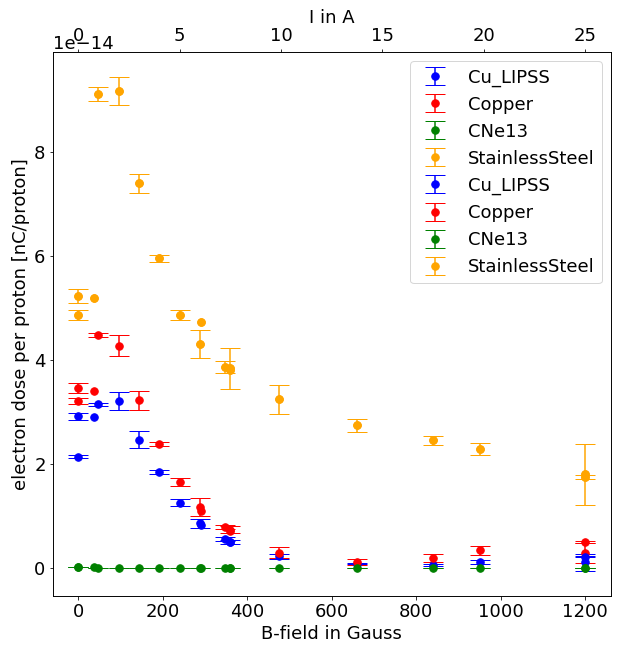 I in A
0 5 10 15 20 25
1e−14
Cu_LIPSS
Copper
CNe13
StainlessSteel
Cu_LIPSS
Copper
CNe13
StainlessSteel
8
6
4
2
0
electron dose per proton [nC/proton]
0 200 400 600 800 1000 1200
B-field in Gauss